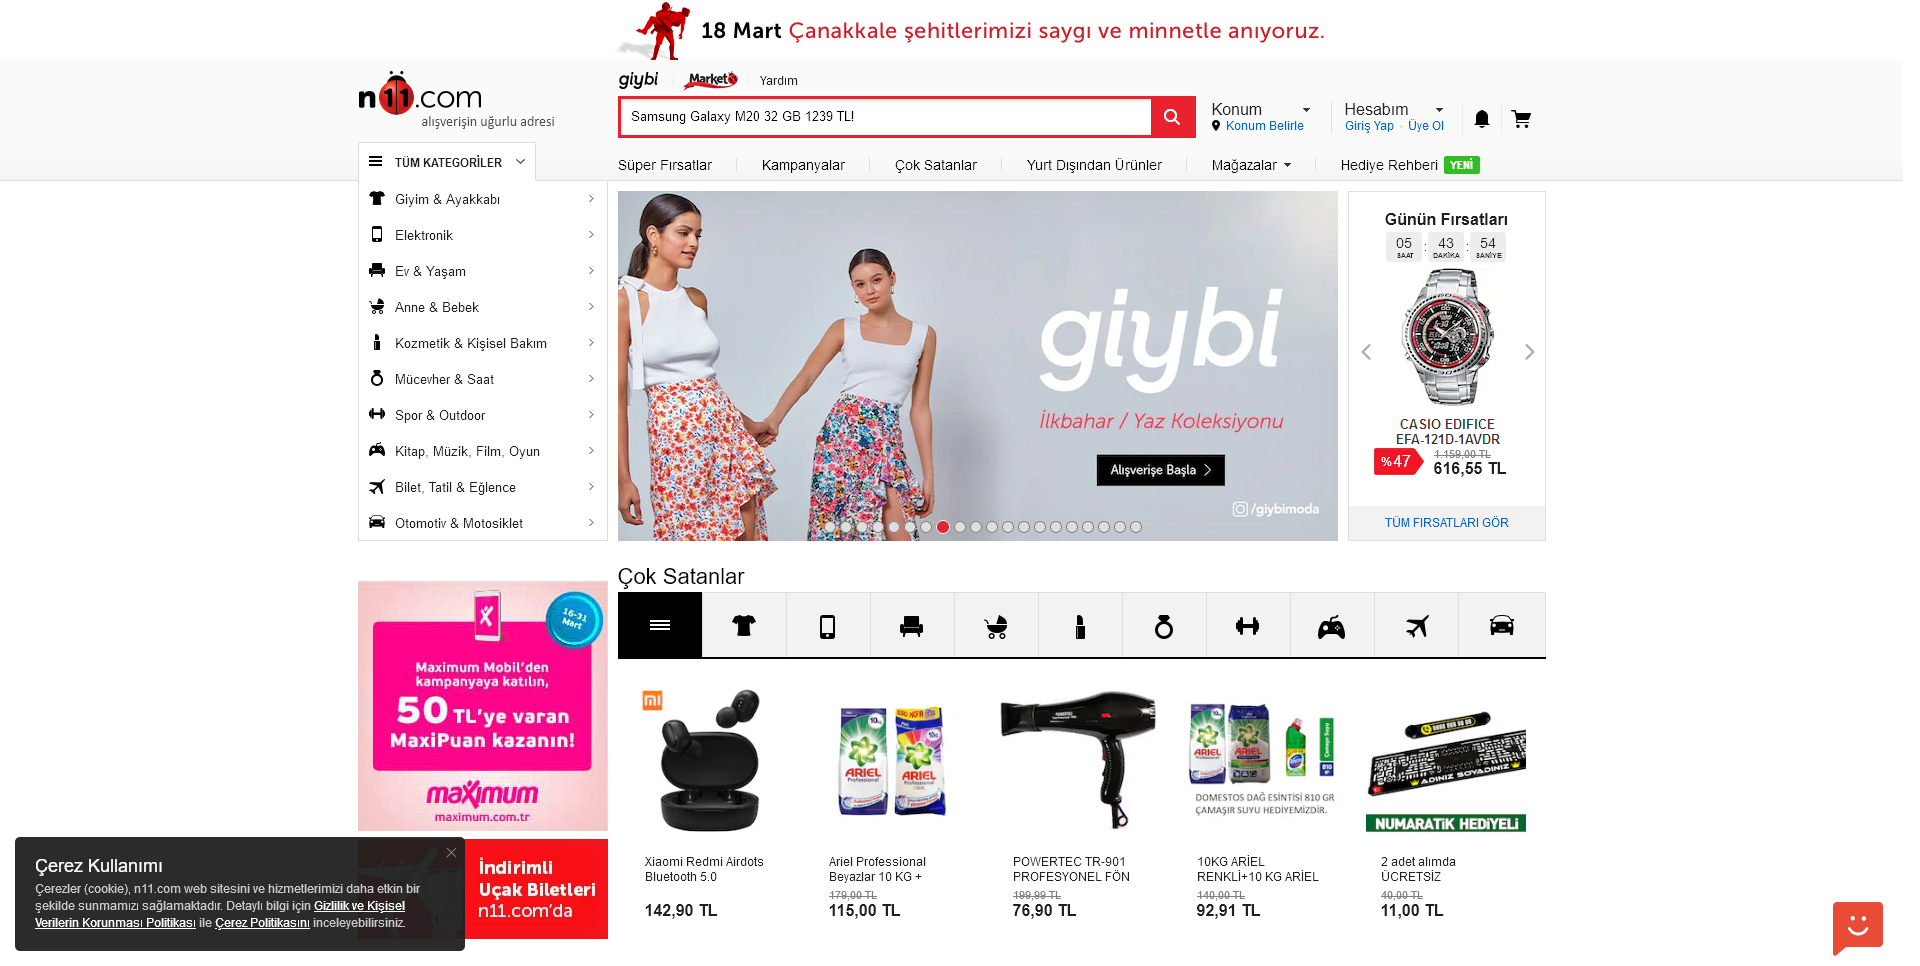 18 Mart Çanakkale şehitlerimizi saygı ve minnetle anıyoruz.
giybi
Market11
Yardım
n11.com
alışverişin uğurlu adresi
Samsung Galaxy M20 32 GB 1239 TL!
Konum
Konum Belirle
Hesabım
Giriş Yap
Üye Ol
TÜM KATEGORİLER
Süper Fırsatlar
Kampanyalar
Çok Satanlar
Yurt Dışından Ürünler
Mağazalar
Hediye Rehberi YENİ
Giyim & Ayakkabı
Elektronik
Ev & Yaşam
Anne & Bebek
Kozmetik & Kişisel Bakım
Mücevher & Saat
Spor & Outdoor
Kitap, Müzik, Film, Oyun
Bilet, Tatil & Eğlence
Otomotiv & Motosiklet
giybi
İlkbahar / Yaz Koleksiyonu
Alışverişe Başla
/giybimoda
Günün Fırsatları
05 : 43 : 54
SAAT DAKİKA SANİYE
CASIO EDIFICE
EFA-121D-1AVDR
%47
1.159,00 TL
616,55 TL
TÜM FIRSATLARI GÖR
16-31
Mart
Maximum Mobil'den
kampanyaya katılın,
50 TL'ye varan
MaxiPuan kazanın!
maximum
maximum.com.tr
İndirimli
Uçak Biletleri
n11.com'da
Çerez Kullanımı
Çerezler (cookie), n11.com web sitesini ve hizmetlerimizi daha etkin bir
şekilde sunmamızı sağlamaktadır. Detaylı bilgi için Gizlilik ve Kişisel
Verilerin Korunması Politikası ile Çerez Politikasını inceleyebilirsiniz.
Çok Satanlar
mi
Xiaomi Redmi Airdots
Bluetooth 5.0
142,90 TL
ARIEL
Professional
ARIEL
Ariel Professional
Beyazlar 10 KG +
179,00 TL
115,00 TL
POWERTEC TR-901
PROFESYONEL FÖN
199,99 TL
76,90 TL
ARIEL
ARIEL
810
DOMESTOS DAĞ ESİNTİSİ 810 GR
ÇAMAŞIR SUYU HEDİYEMİZDİR.
10KG ARİEL
RENKLİ+10 KG ARİEL
140,00 TL
92,91 TL
ADINIZ SOYADINIZ
NUMARATİK HEDİYELİ
2 adet alımda
ÜCRETSİZ
40,00 TL
11,00 TL